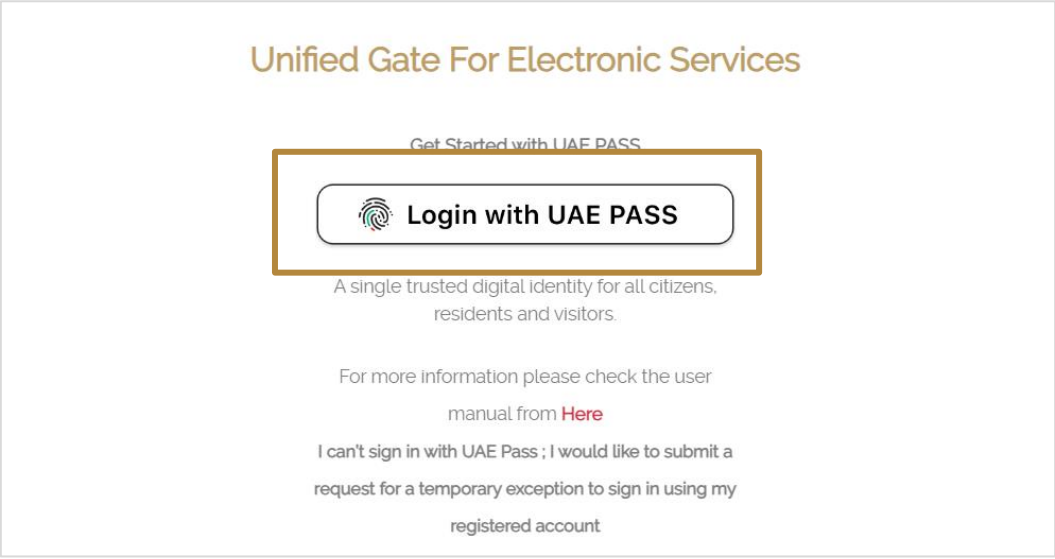 Unified Gate For Electronic Services
Get Started with UAE PASS
Login with UAE PASS
A single trusted digital identity for all citizens,
residents and visitors.
For more information please check the user
manual from Here
I can't sign in with UAE Pass ; I would like to submit a
request for a temporary exception to sign in using my
registered account